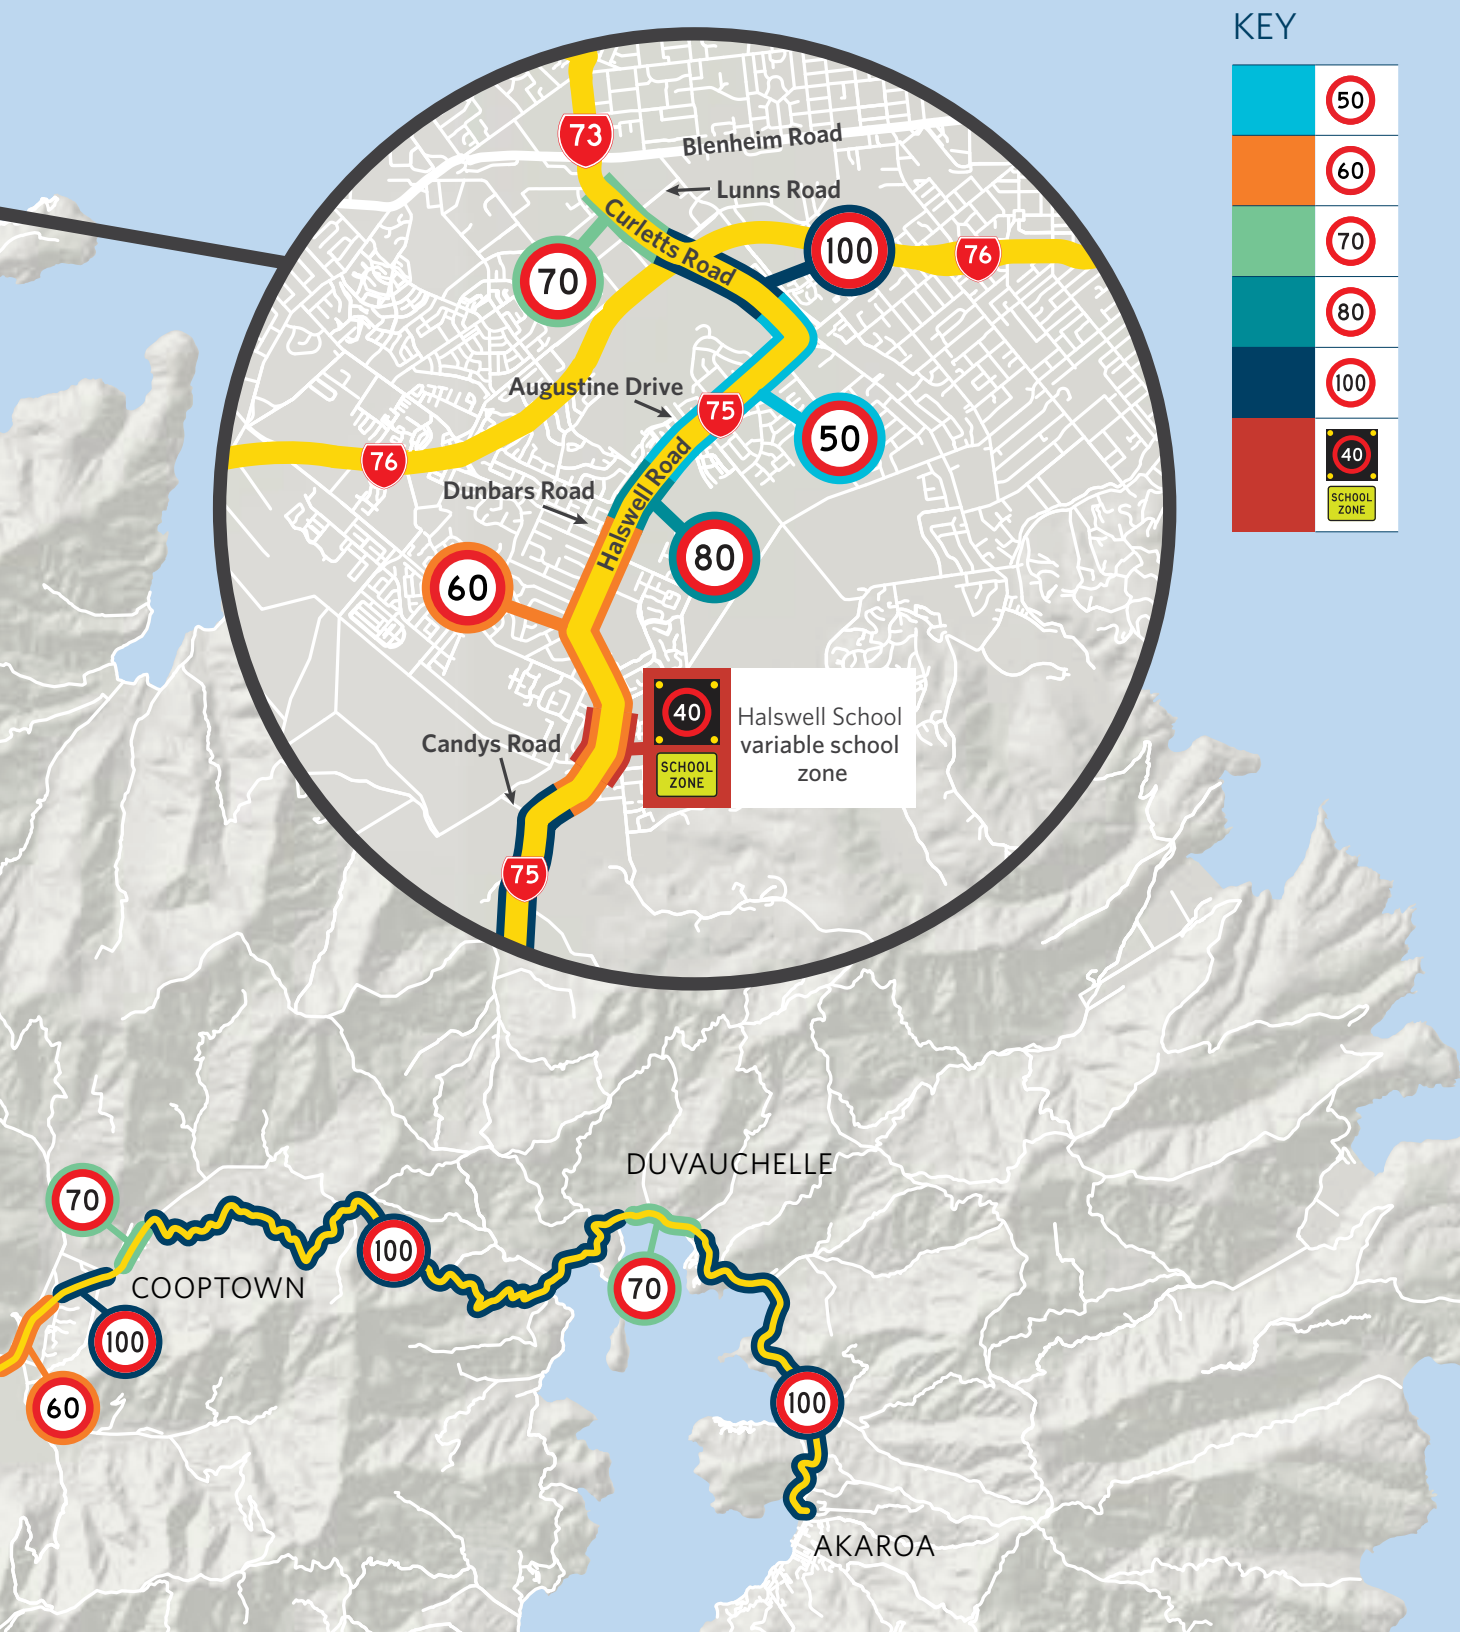 KEY
50
60
70
80
100
40
SCHOOL
ZONE
73
Blenheim Road
Lunns Road
Curletts Road
100
76
70
Augustine Drive
75
50
76
Halswell Road
Dunbars Road
80
60
40
SCHOOL
ZONE
Halswell School
variable school
zone
Candys Road
75
DUVAUCHELLE
70
100
70
COOPTOWN
100
60
100
AKAROA